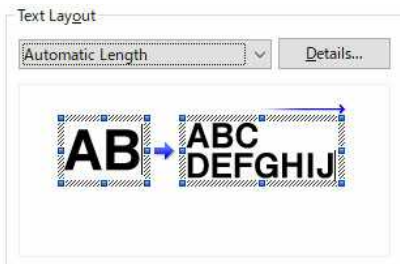 Text Layout
Automatic Length
Details...
AB
ABC
DEFGHIJ